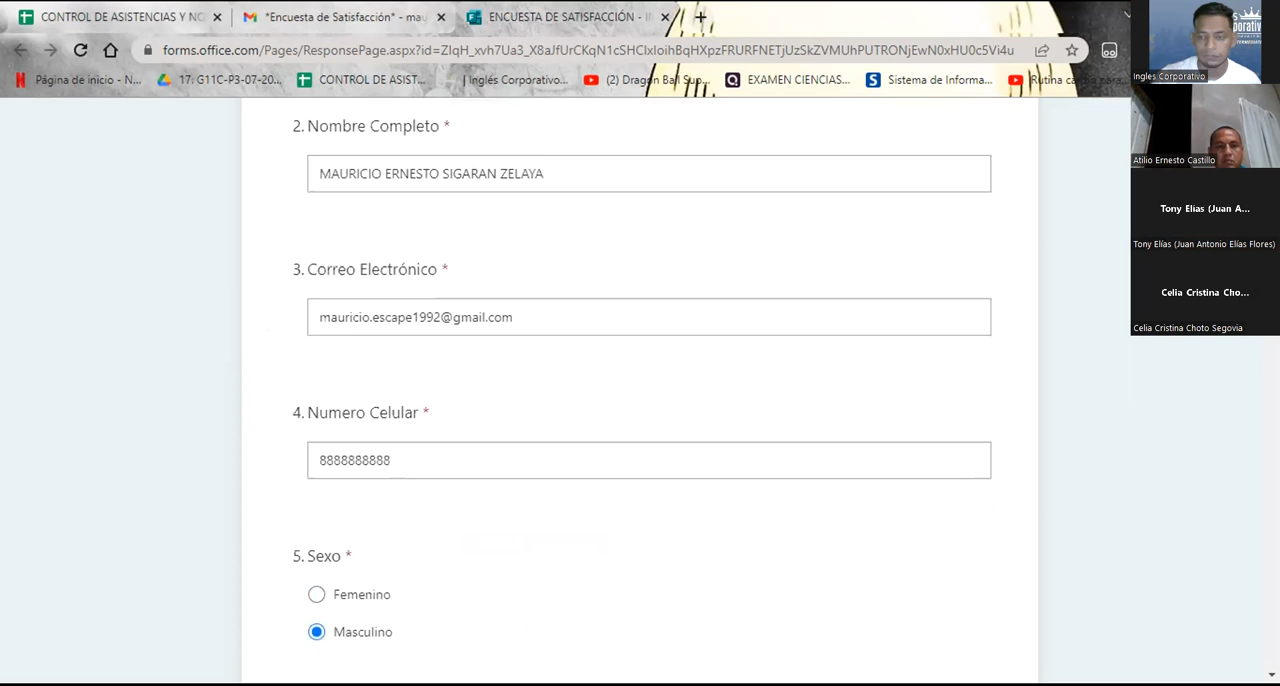 CONTROL DE ASISTENCIAS Y NO
*Encuesta de Satisfacción* - mau
ENCUESTA DE SATISFACCIÓN - I
forms.office.com/Pages/ResponsePage.aspx?id=ZIqH_xvh7Ua3_X6aJfUrCKqN1cSHClxIoihBqHXpzFRURFNETjUzSkZVMUhPUTRONjEwN0xHU0c5Vi4u
Página de inicio - N...
17: G11C-P3-07-20...
CONTROL DE ASIST...
| Inglés Corporativo...
(2) Dragon Ball Sup...
EXAMEN CIENCIAS...
Sistema de Informa...
Rutina
Ingles Corporativo
Atilio Ernesto Castillo
Tony Elías (Juan A...
Tony Elías (Juan Antonio Elías Flores)
Celia Cristina Cho...
Celia Cristina Choto Segovia
2. Nombre Completo *
MAURICIO ERNESTO SIGARAN ZELAYA
3. Correo Electrónico *
mauricio.escape1992@gmail.com
4. Numero Celular *
8888888888
5. Sexo *
Femenino
Masculino